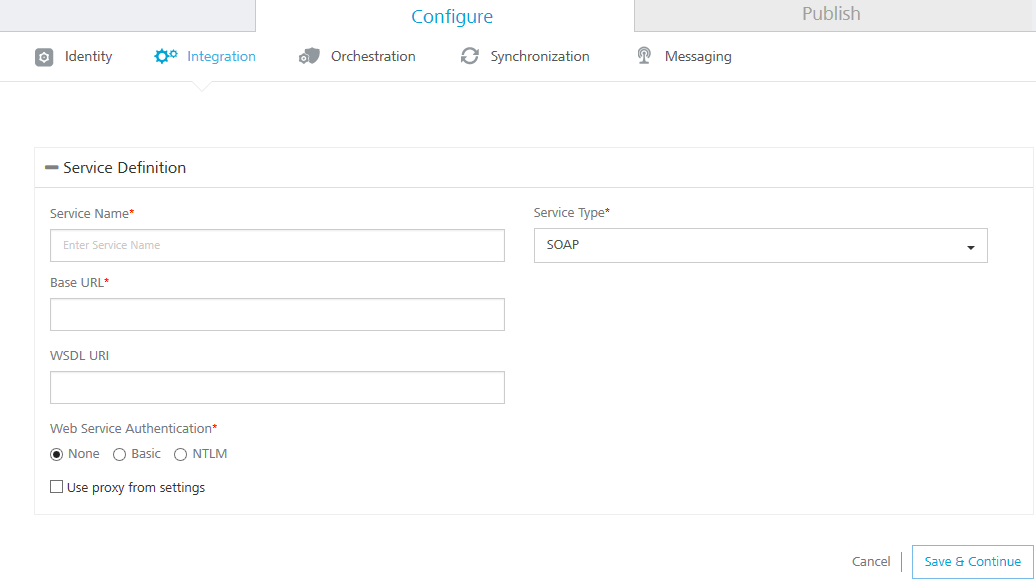 Configure
Publish
Identity
Integration
Orchestration
Synchronization
Messaging
Service Definition
Service Name*
Service Type*
Enter Service Name
SOAP
Base URL*
WSDL URI
Web Service Authentication*
None
Basic
NTLM
Use proxy from settings
Cancel
Save & Continue